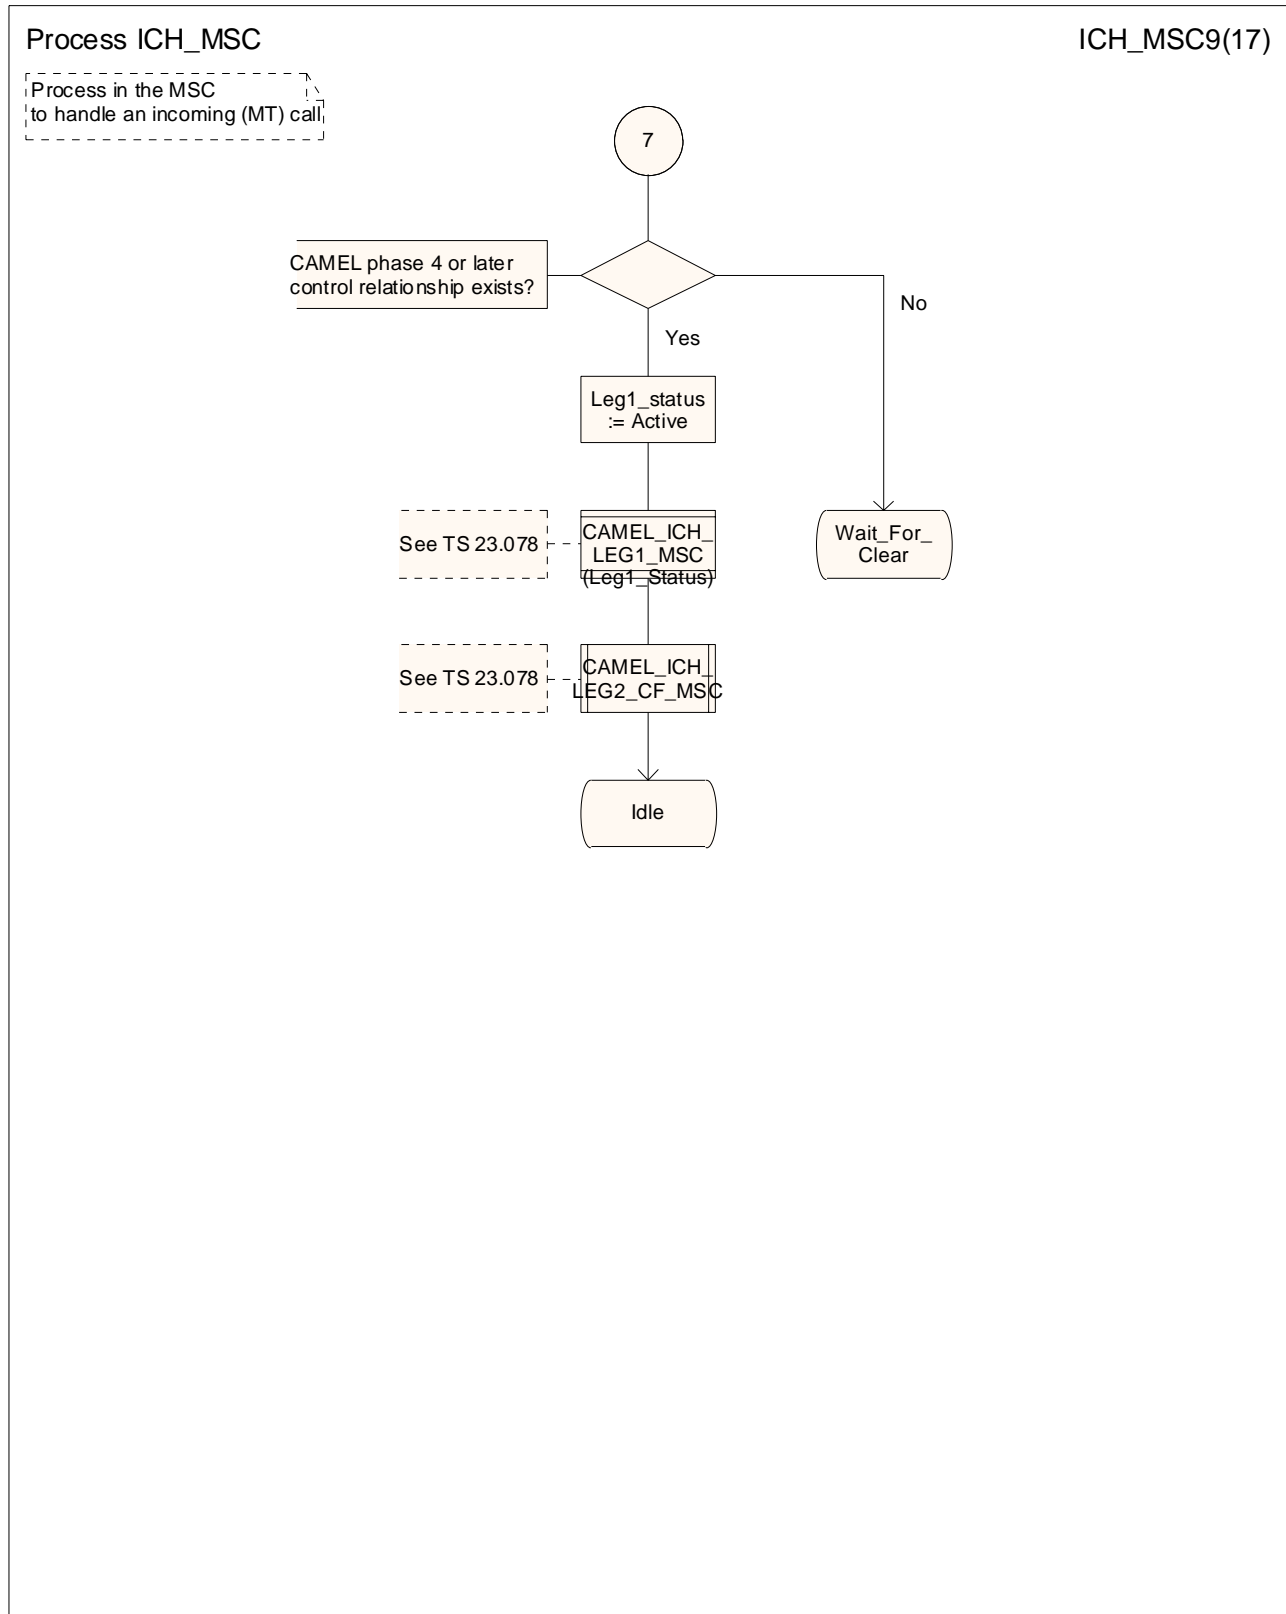 Process ICH_MSC
ICH_MSC9(17)
Process in the MSC
to handle an incoming (MT) call
7
CAMEL phase 4 or later
control relationship exists?
No
Yes
Leg1_status
:= Active
See TS 23.078
CAMEL_ICH_
LEG1_MSC
(Leg1_Status)
Wait_For_
Clear
See TS 23.078
CAMEL_ICH_
LEG2_CF_MSC
Idle